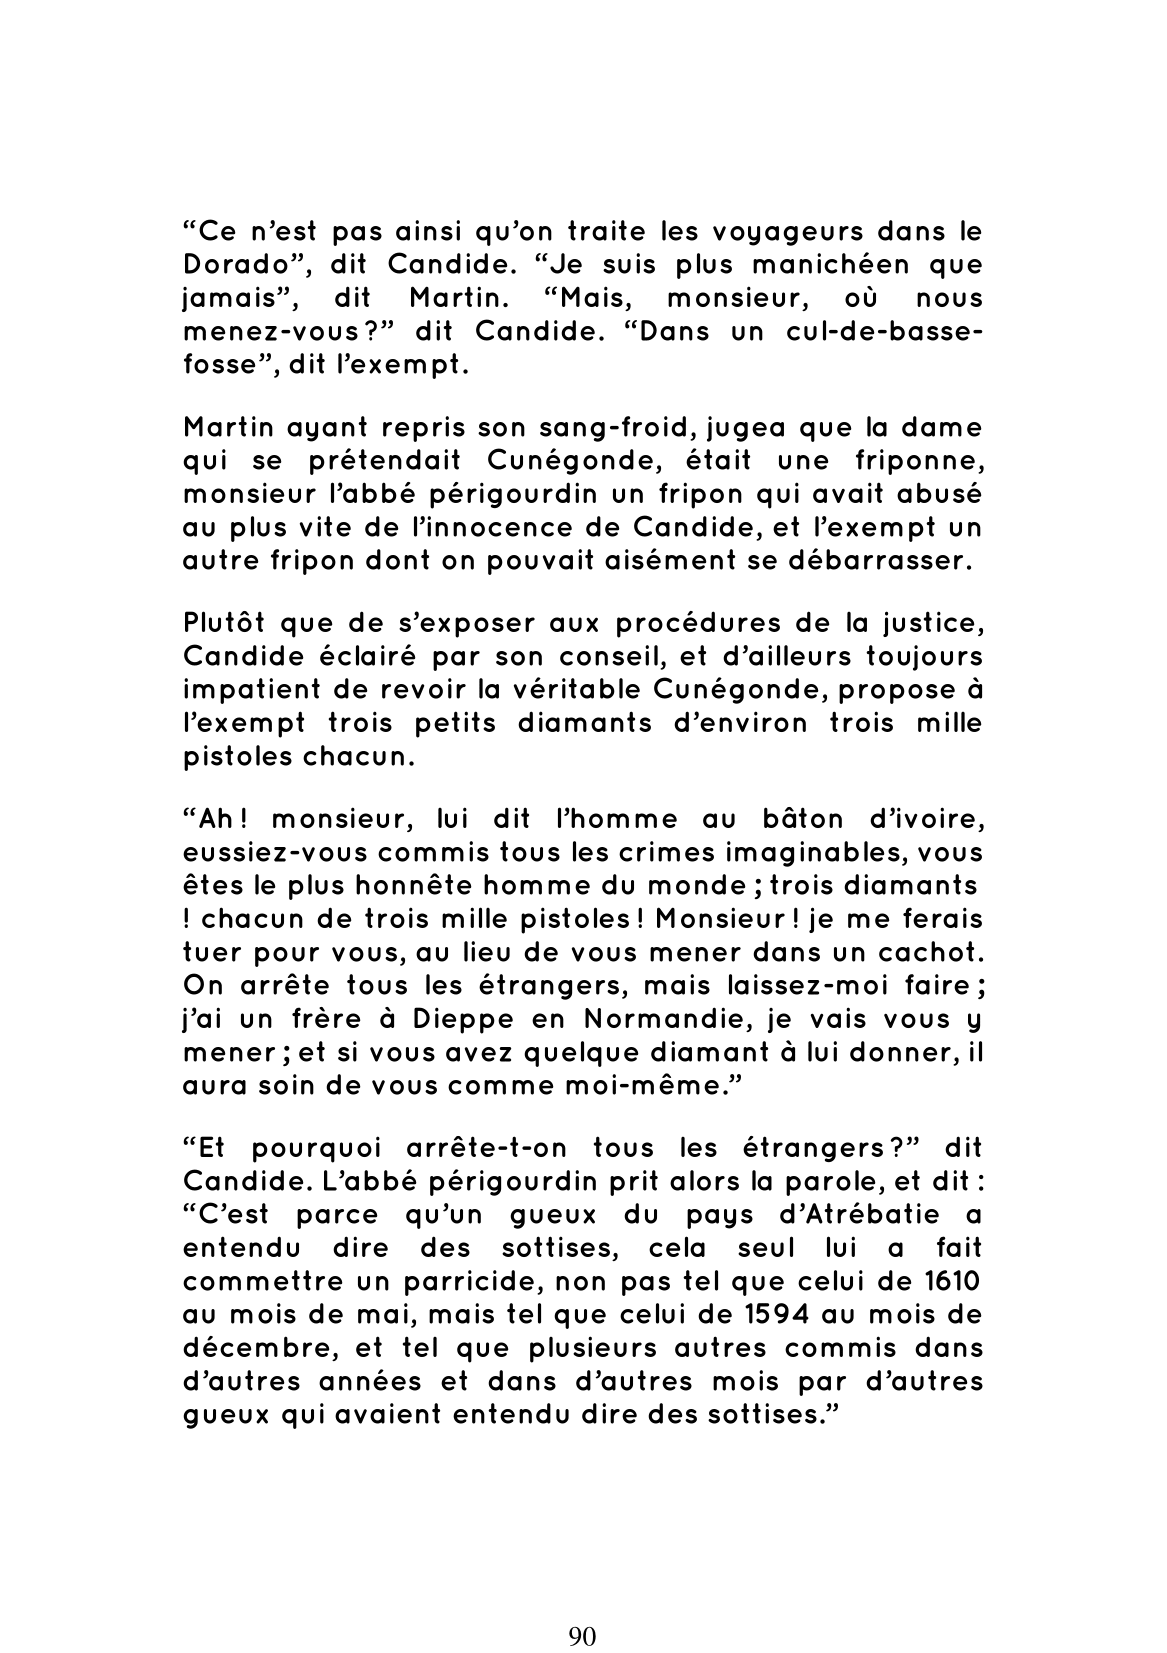 “Ce n’est pas ainsi qu’on traite les voyageurs dans le
Dorado”, dit Candide. “Je suis plus manichéen que
jamais”, dit Martin. “Mais, monsieur, où nous
menez-vous ?” dit Candide. “Dans un cul-de-basse-
fosse”, dit l’exempt.
Martin ayant repris son sang-froid, jugea que la dame
qui se prétendait Cunégonde, était une friponne,
monsieur l’abbé périgourdin un fripon qui avait abusé
au plus vite de l’innocence de Candide, et l’exempt un
autre fripon dont on pouvait aisément se débarrasser.
Plutôt que de s’exposer aux procédures de la justice,
Candide éclairé par son conseil, et d’ailleurs toujours
impatient de revoir la véritable Cunégonde, propose à
l’exempt trois petits diamants d’environ trois mille
pistoles chacun.
“Ah ! monsieur, lui dit l’homme au bâton d’ivoire,
eussiez-vous commis tous les crimes imaginables, vous
êtes le plus honnête homme du monde ; trois diamants
! chacun de trois mille pistoles ! Monsieur ! je me ferais
tuer pour vous, au lieu de vous mener dans un cachot.
On arrête tous les étrangers, mais laissez-moi faire ;
j’ai un frère à Dieppe en Normandie, je vais vous y
mener ; et si vous avez quelque diamant à lui donner, il
aura soin de vous comme moi-même.”
“Et pourquoi arrête-t-on tous les étrangers ?” dit
Candide. L’abbé périgourdin prit alors la parole, et dit :
“C’est parce qu’un gueux du pays d’Atrébatie a
entendu dire des sottises, cela seul lui a fait
commettre un parricide, non pas tel que celui de 1610
au mois de mai, mais tel que celui de 1594 au mois de
décembre, et tel que plusieurs autres commis dans
d’autres années et dans d’autres mois par d’autres
gueux qui avaient entendu dire des sottises.”
90